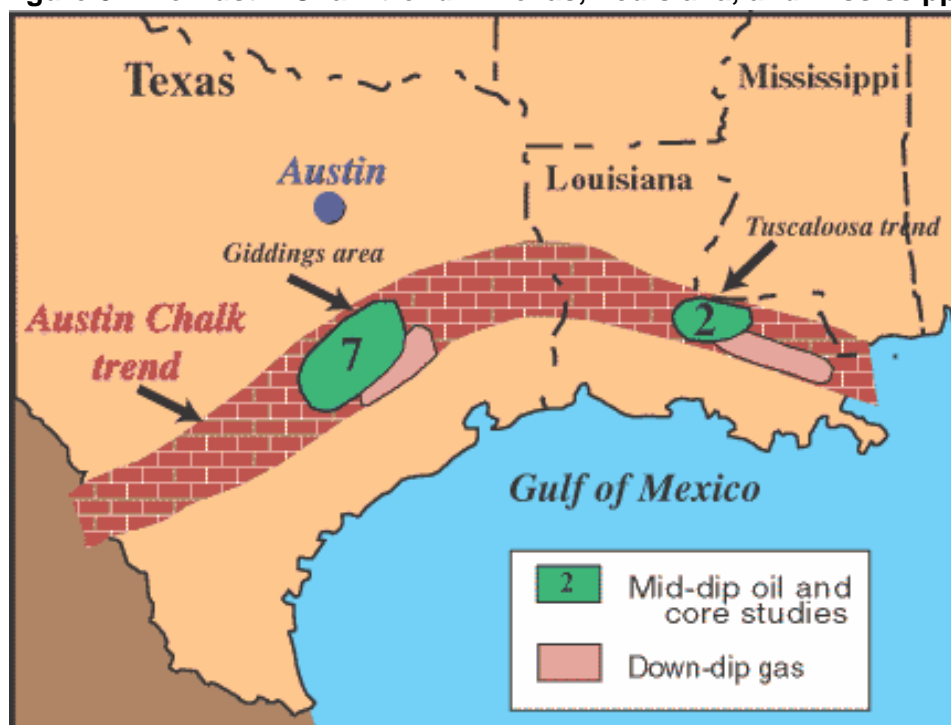 Texas
Mississippi
Austin
Louisiana
Tuscaloosa trend
Giddings area
Austin Chalk
trend
7
2
Gulf of Mexico
2
Mid-dip oil and
core studies
Down-dip gas